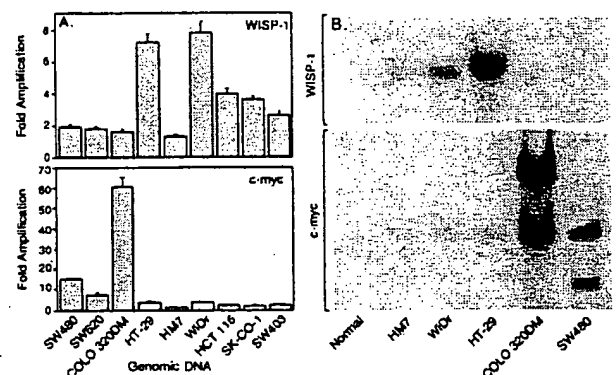 A.
WISP-1
Fold Amplification
8
6
4
2
0
c-myc
Fold Amplification
70
60
50
40
30
20
10
0
SW480
SW620
COLO 320DM
HT-29
HM7
WiDr
HCT 116
SK-CO-1
SW403
Genomic DNA
B.
WISP-1
c-myc
Normal
HM7
WiDr
HT-29
COLO 320DM
SW480